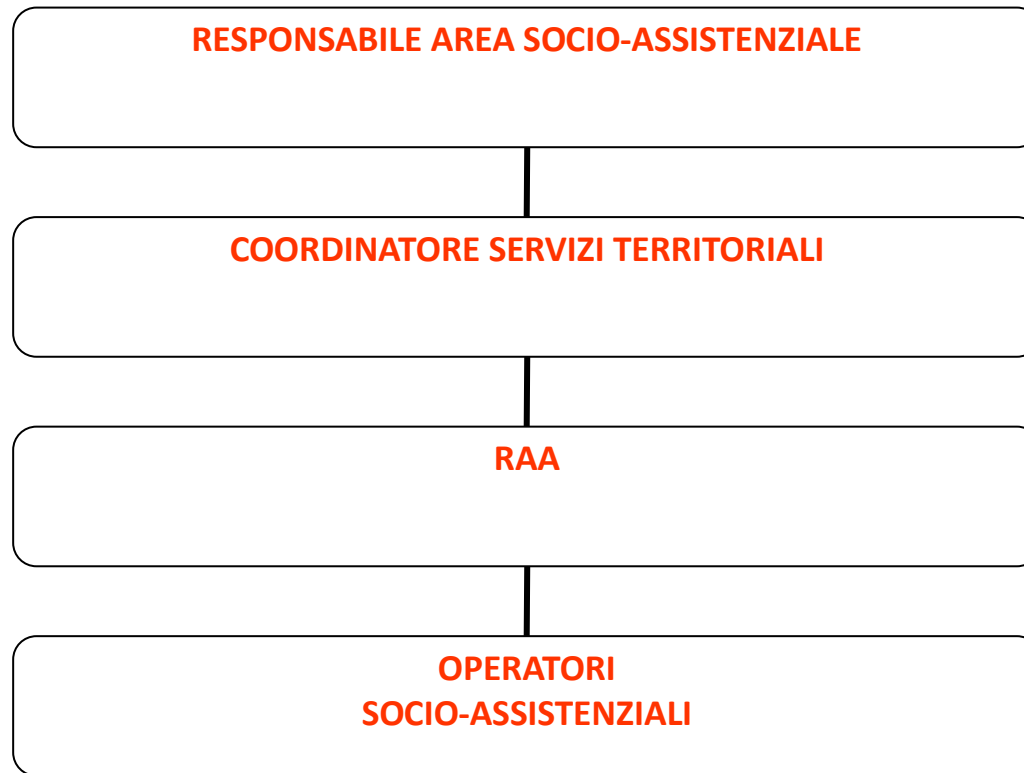 RESPONSABILE AREA SOCIO-ASSISTENZIALE
COORDINATORE SERVIZI TERRITORIALI
RAA
OPERATORI
SOCIO-ASSISTENZIALI